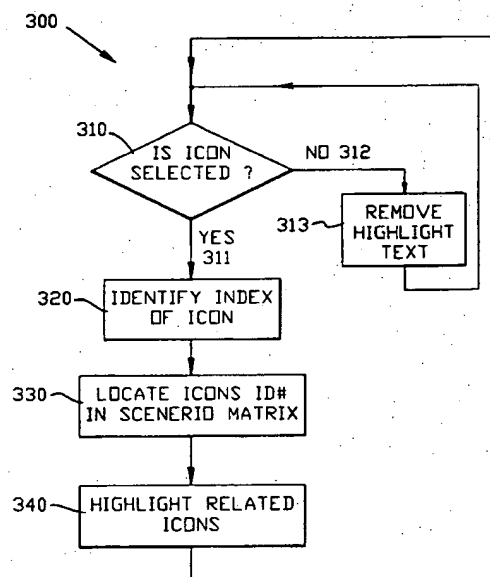 300
310
IS ICON
SELECTED ?
NO 312
313
REMOVE
HIGHLIGHT
TEXT
YES
311
320
IDENTIFY INDEX
OF ICON
330
LOCATE ICONS ID#
IN SCENERIO MATRIX
340
HIGHLIGHT RELATED
ICONS